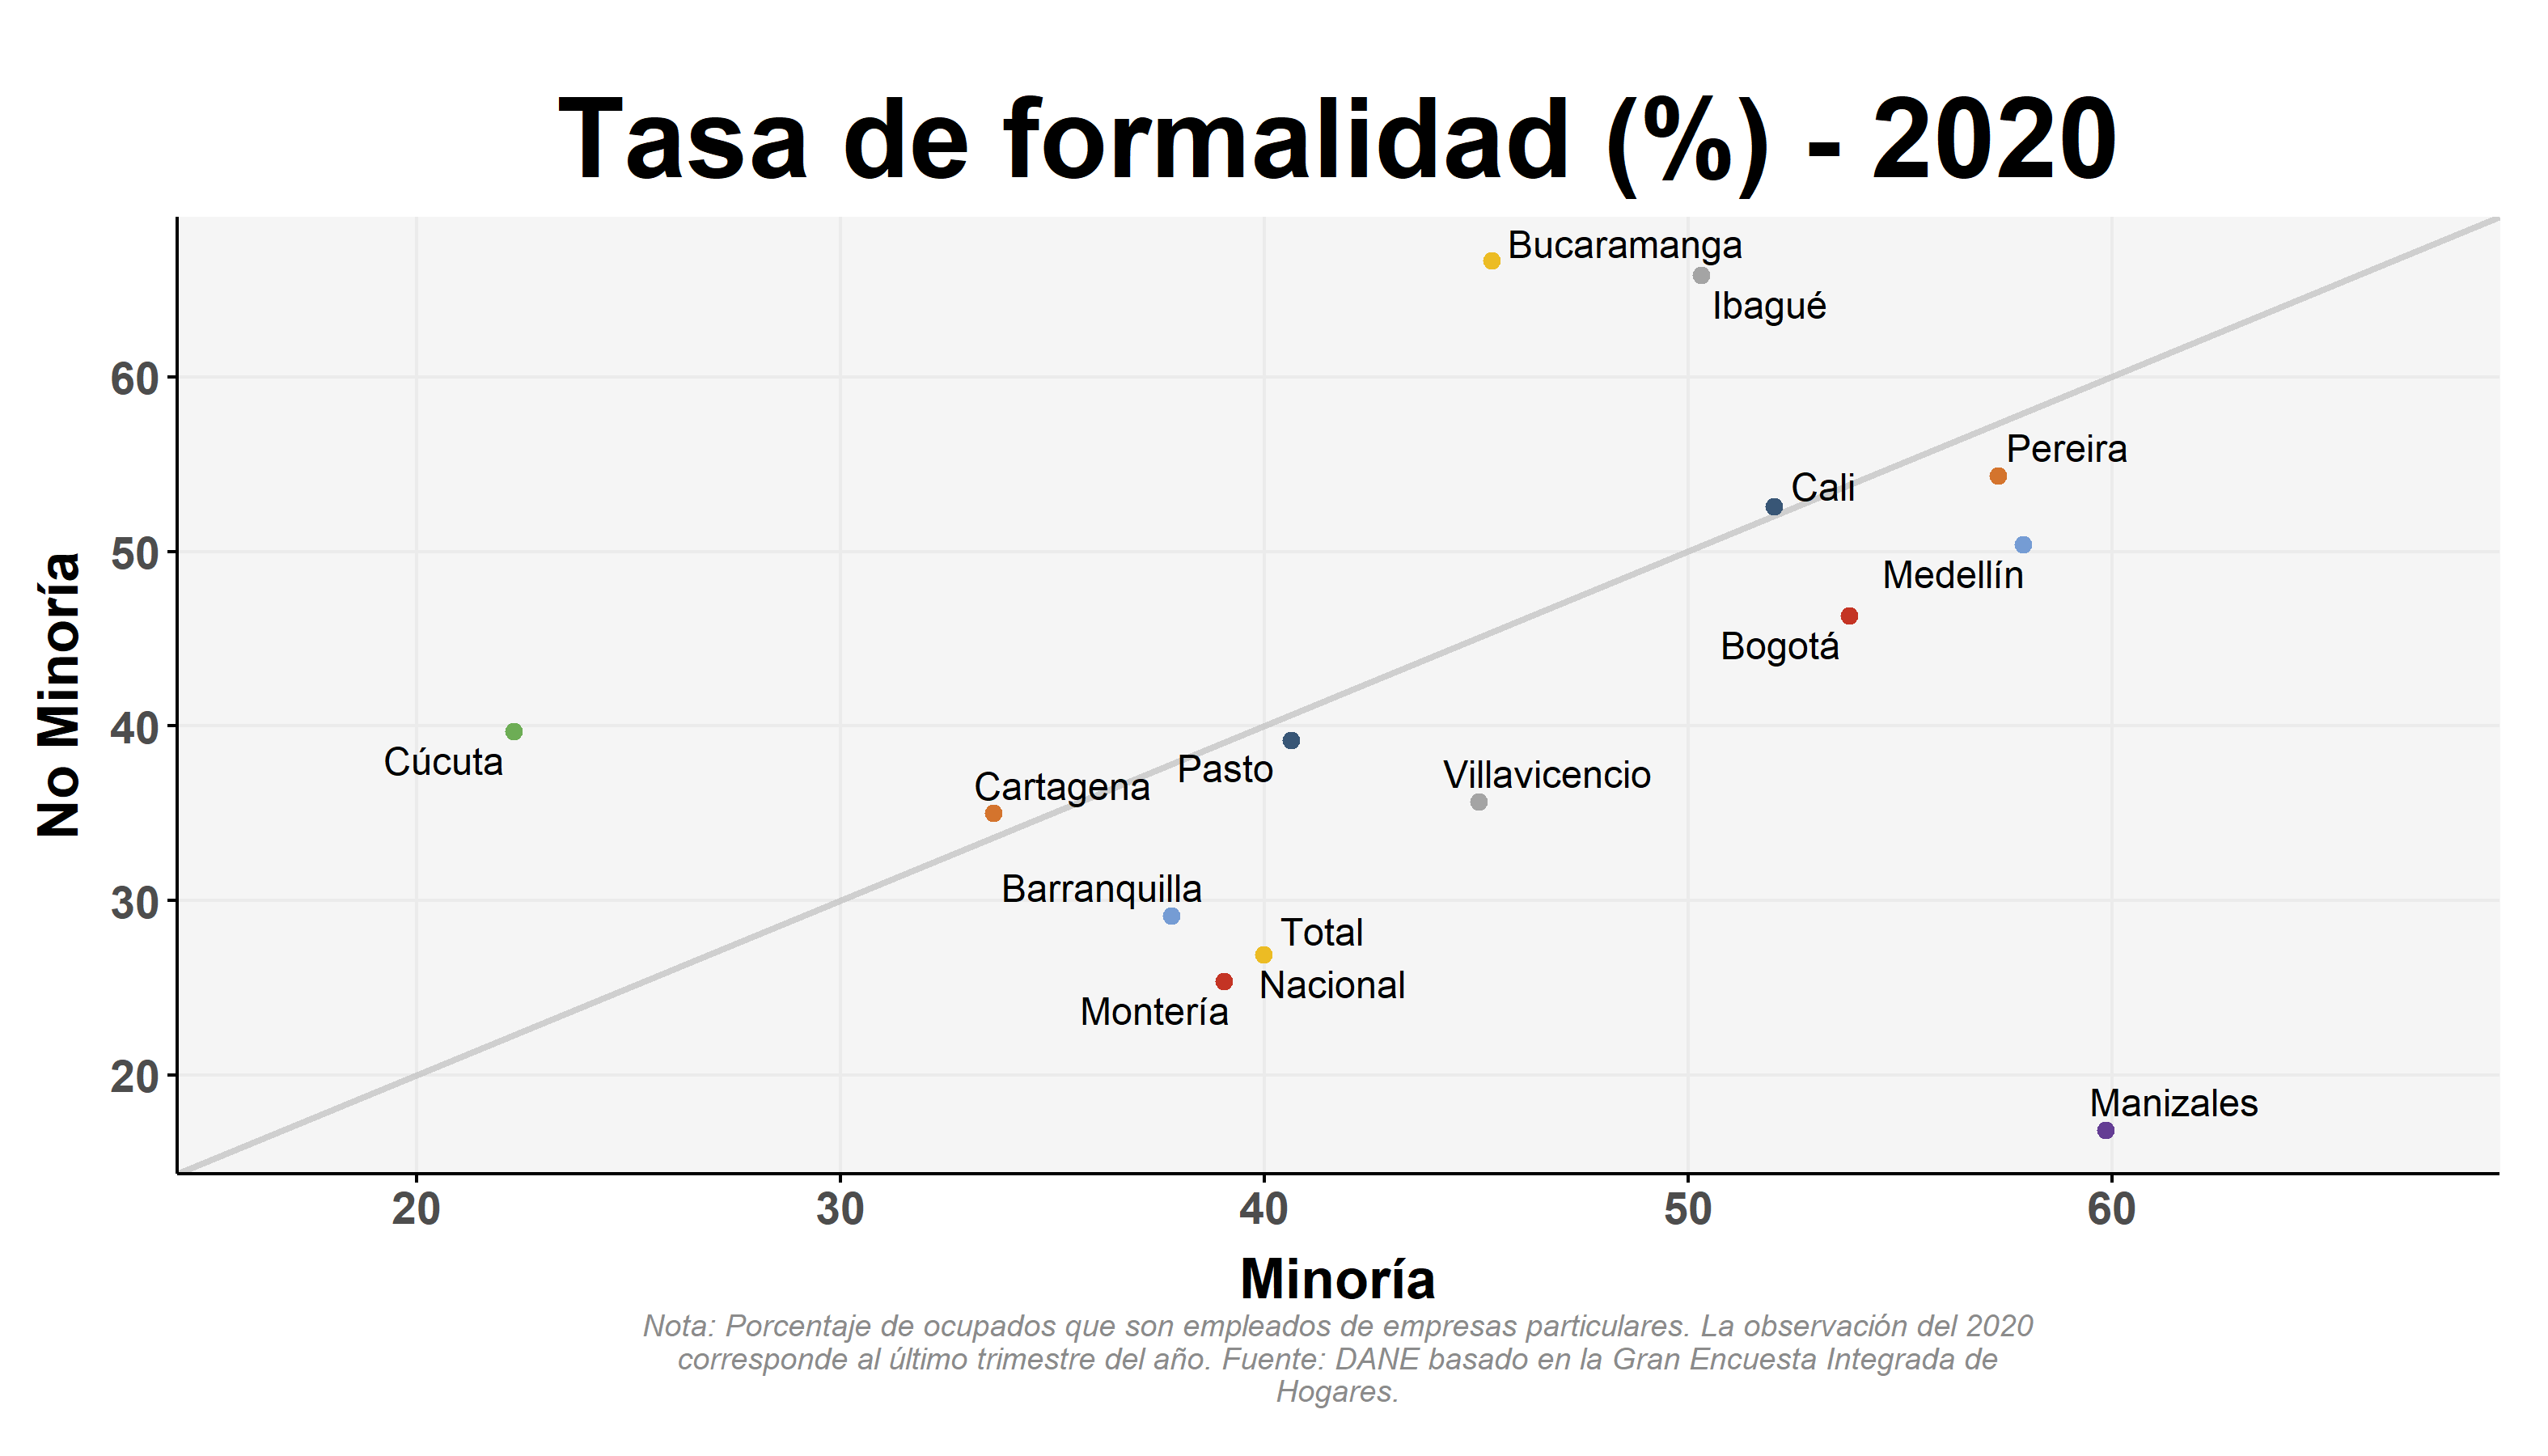 Tasa de formalidad (%) - 2020
Bucaramanga
Ibagué
60
Pereira
Cali
50
Medellín
Bogotá
No Minoría
40
Cúcuta
Pasto
Villavicencio
Cartagena
30
Barranquilla
Total
Nacional
Montería
20
Manizales
20
30
40
50
60
Minoría
Nota: Porcentaje de ocupados que son empleados de empresas particulares. La observación del 2020
corresponde al último trimestre del año. Fuente: DANE basado en la Gran Encuesta Integrada de
Hogares.